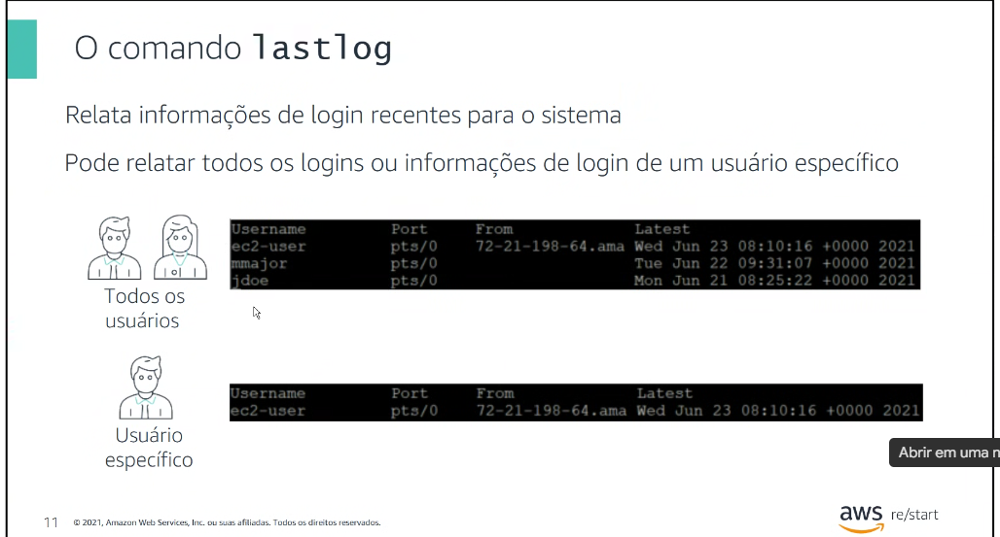 O comando lastlog
Relata informações de login recentes para o sistema
Pode relatar todos os logins ou informações de login de um usuário específico
Username Port From Latest
ec2-user pts/0 72-21-198-64.ama Wed Jun 23 08:10:16 +0000 2021
mmajor pts/0 Tue Jun 22 09:31:07 +0000 2021
jdoe pts/0 Mon Jun 21 08:25:22 +0000 2021
Todos os
usuários
Username Port From Latest
ec2-user pts/0 72-21-198-64.ama Wed Jun 23 08:10:16 +0000 2021
Usuário
específico
Abrir em uma n
11 © 2021, Amazon Web Services, Inc. ou suas afiliadas. Todos os direitos reservados.
aws re/start